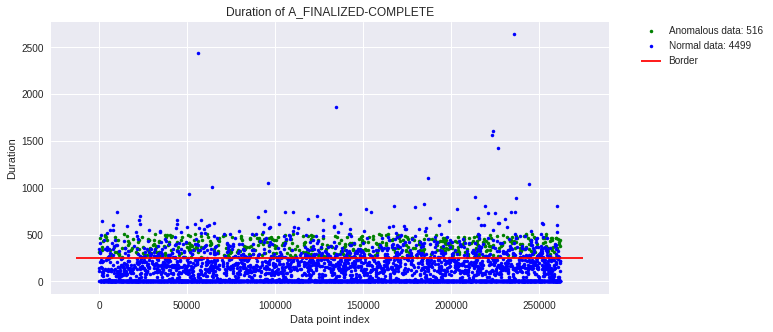 Duration of A_FINALIZED-COMPLETE
Anomalous data: 516
Normal data: 4499
Border
2500
2000
1500
1000
500
0
Duration
0
50000
100000
150000
200000
250000
Data point index